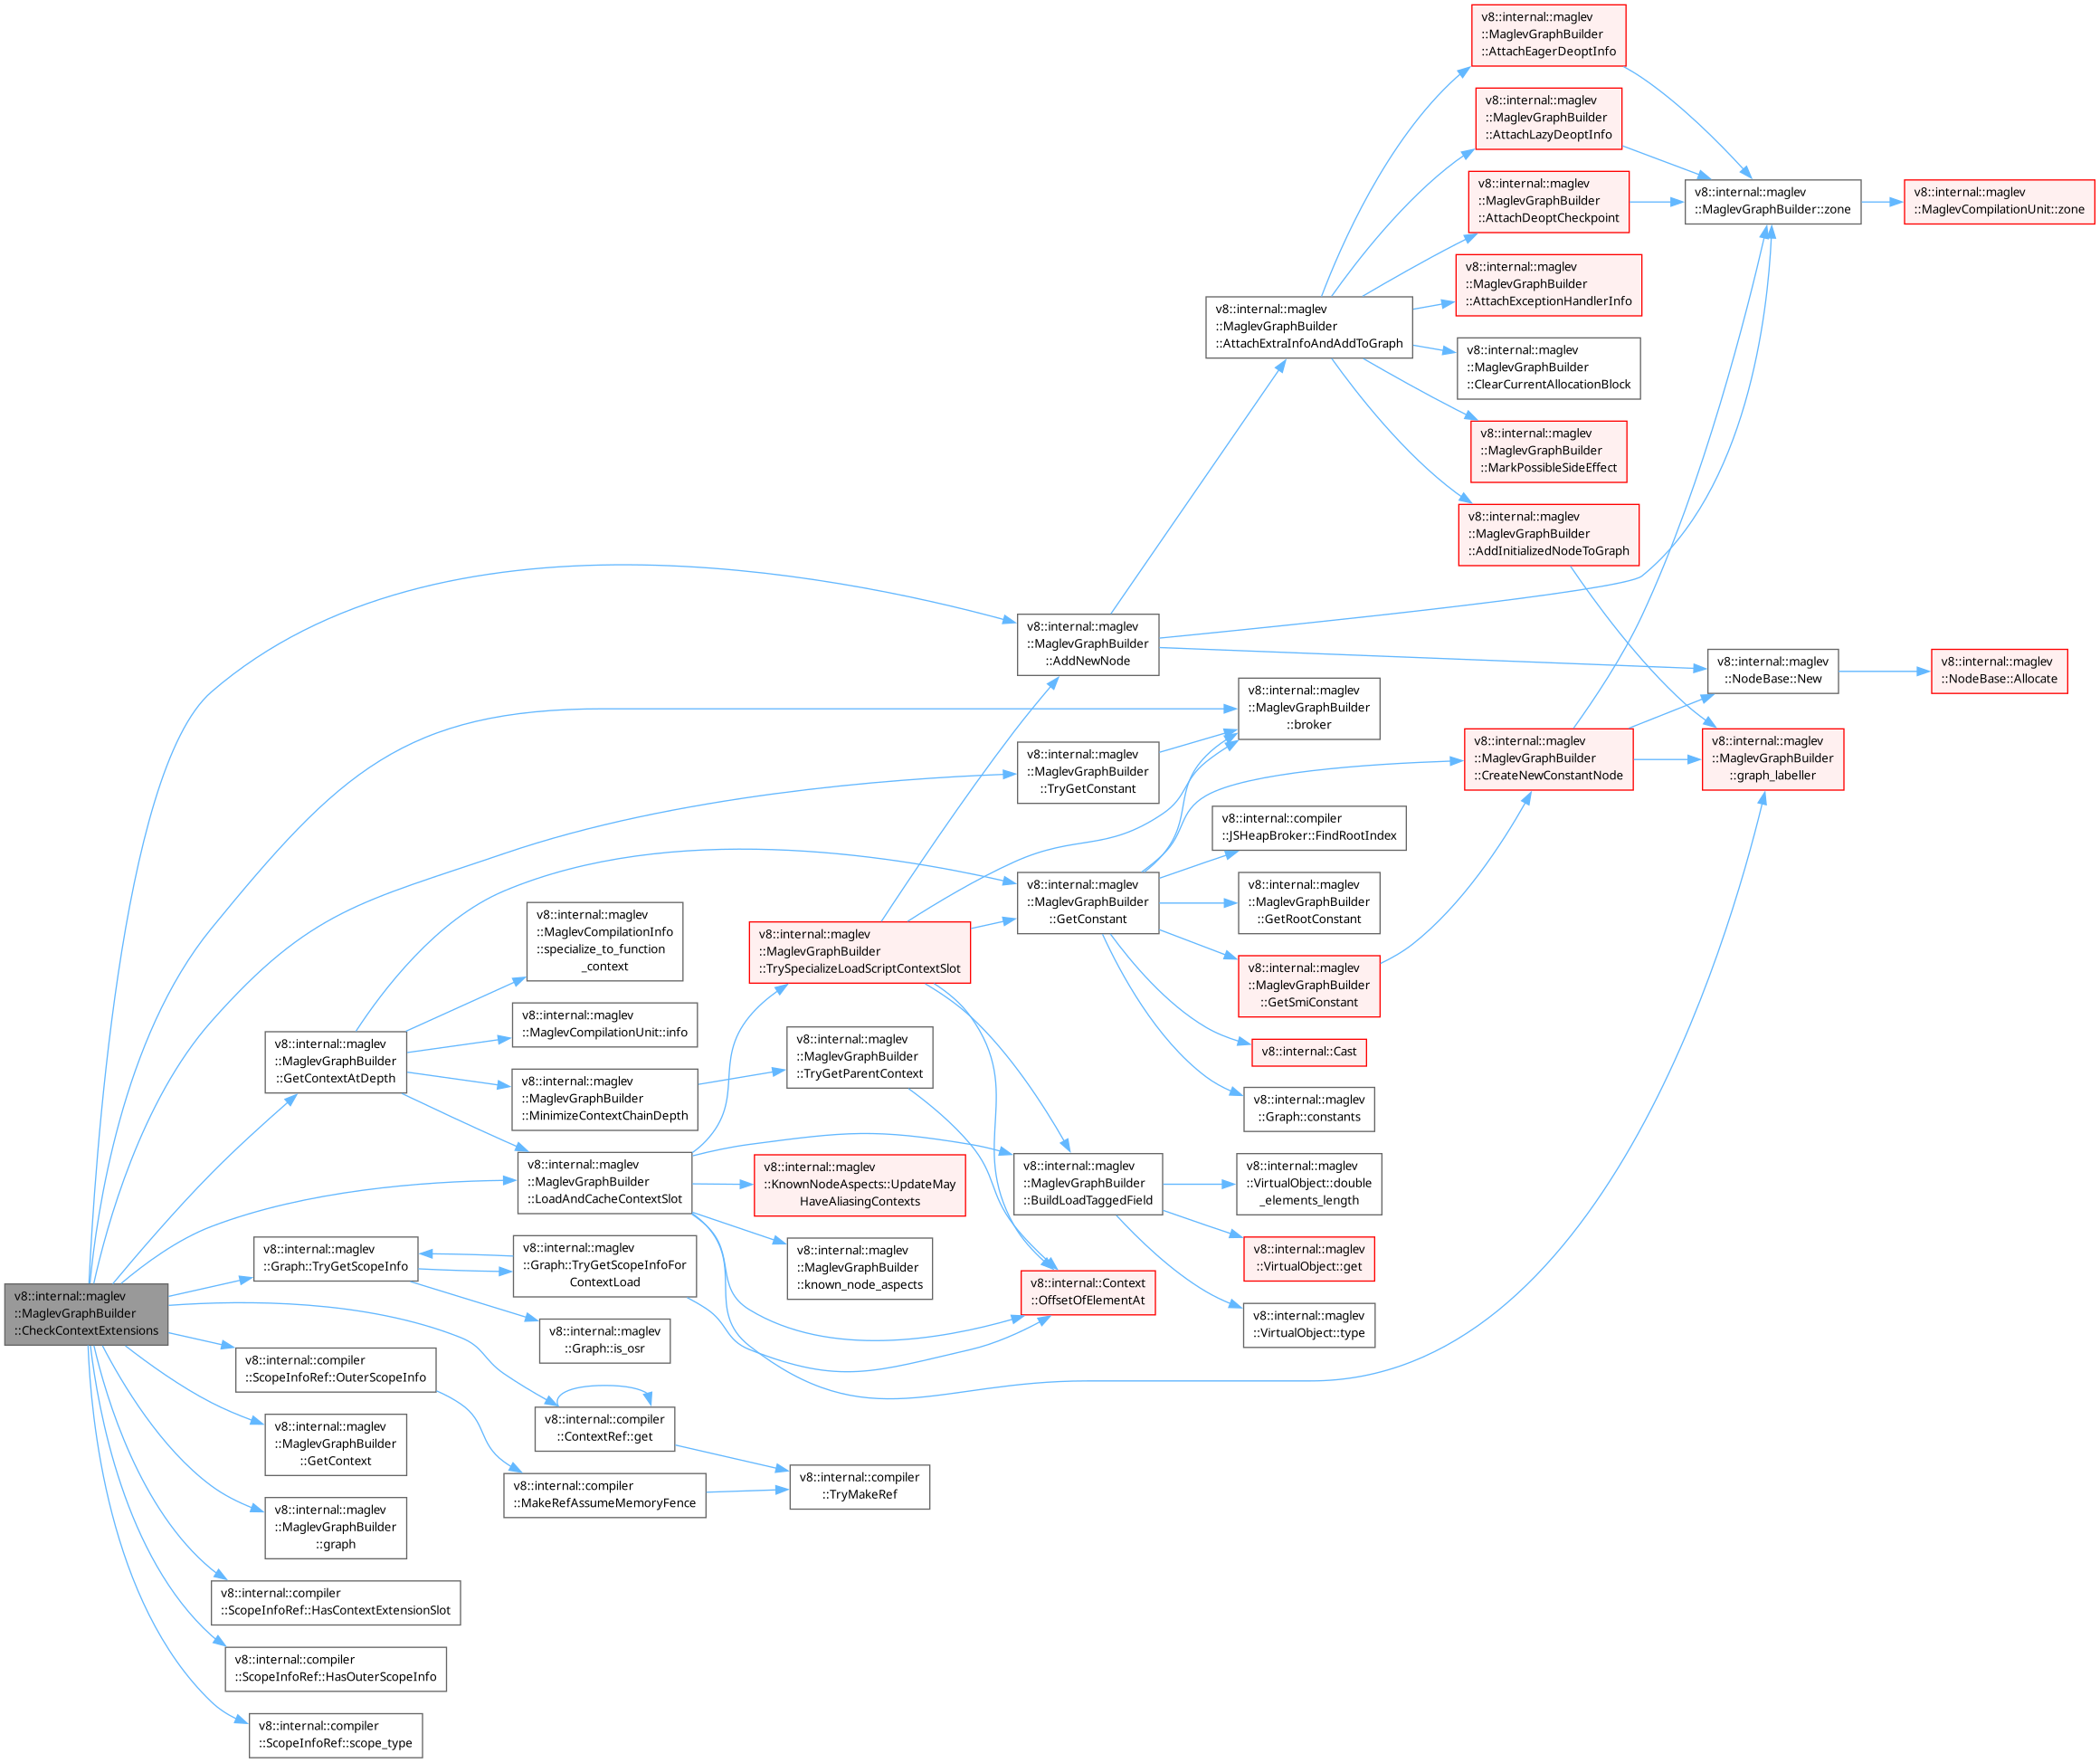 v8::internal::maglev
::MaglevGraphBuilder
::CheckContextExtensions
v8::internal::maglev
::MaglevGraphBuilder
::GetContextAtDepth
v8::internal::maglev
::Graph::TryGetScopeInfo
v8::internal::compiler
::ScopeInfoRef::OuterScopeInfo
v8::internal::maglev
::MaglevGraphBuilder
::GetContext
v8::internal::maglev
::MaglevGraphBuilder
::graph
v8::internal::compiler
::ScopeInfoRef::HasContextExtensionSlot
v8::internal::compiler
::ScopeInfoRef::HasOuterScopeInfo
v8::internal::compiler
::ScopeInfoRef::scope_type
v8::internal::maglev
::MaglevCompilationInfo
::specialize_to_function
_context
v8::internal::maglev
::MaglevCompilationUnit::info
v8::internal::maglev
::MaglevGraphBuilder
::MinimizeContextChainDepth
v8::internal::maglev
::MaglevGraphBuilder
::LoadAndCacheContextSlot
v8::internal::maglev
::Graph::TryGetScopeInfoFor
ContextLoad
v8::internal::maglev
::Graph::is_osr
v8::internal::compiler
::ContextRef::get
v8::internal::compiler
::MakeRefAssumeMemoryFence
v8::internal::maglev
::MaglevGraphBuilder
::TrySpecializeLoadScriptContextSlot
v8::internal::maglev
::MaglevGraphBuilder
::TryGetParentContext
v8::internal::maglev
::KnownNodeAspects::UpdateMay
HaveAliasingContexts
v8::internal::maglev
::MaglevGraphBuilder
::known_node_aspects
v8::internal::compiler
::TryMakeRef
v8::internal::maglev
::MaglevGraphBuilder
::AddNewNode
v8::internal::maglev
::MaglevGraphBuilder
::TryGetConstant
v8::internal::maglev
::MaglevGraphBuilder
::GetConstant
v8::internal::maglev
::MaglevGraphBuilder
::BuildLoadTaggedField
v8::internal::Context
::OffsetOfElementAt
v8::internal::maglev
::MaglevGraphBuilder
::AttachExtraInfoAndAddToGraph
v8::internal::maglev
::MaglevGraphBuilder
::broker
v8::internal::compiler
::JSHeapBroker::FindRootIndex
v8::internal::maglev
::MaglevGraphBuilder
::GetRootConstant
v8::internal::maglev
::MaglevGraphBuilder
::GetSmiConstant
v8::internal::Cast
v8::internal::maglev
::Graph::constants
v8::internal::maglev
::VirtualObject::double
_elements_length
v8::internal::maglev
::VirtualObject::get
v8::internal::maglev
::VirtualObject::type
v8::internal::maglev
::MaglevGraphBuilder
::AttachEagerDeoptInfo
v8::internal::maglev
::MaglevGraphBuilder
::AttachLazyDeoptInfo
v8::internal::maglev
::MaglevGraphBuilder
::AttachDeoptCheckpoint
v8::internal::maglev
::MaglevGraphBuilder
::AttachExceptionHandlerInfo
v8::internal::maglev
::MaglevGraphBuilder
::ClearCurrentAllocationBlock
v8::internal::maglev
::MaglevGraphBuilder
::MarkPossibleSideEffect
v8::internal::maglev
::MaglevGraphBuilder
::AddInitializedNodeToGraph
v8::internal::maglev
::MaglevGraphBuilder
::CreateNewConstantNode
v8::internal::maglev
::MaglevGraphBuilder::zone
v8::internal::maglev
::NodeBase::New
v8::internal::maglev
::MaglevGraphBuilder
::graph_labeller
v8::internal::maglev
::MaglevCompilationUnit::zone
v8::internal::maglev
::NodeBase::Allocate